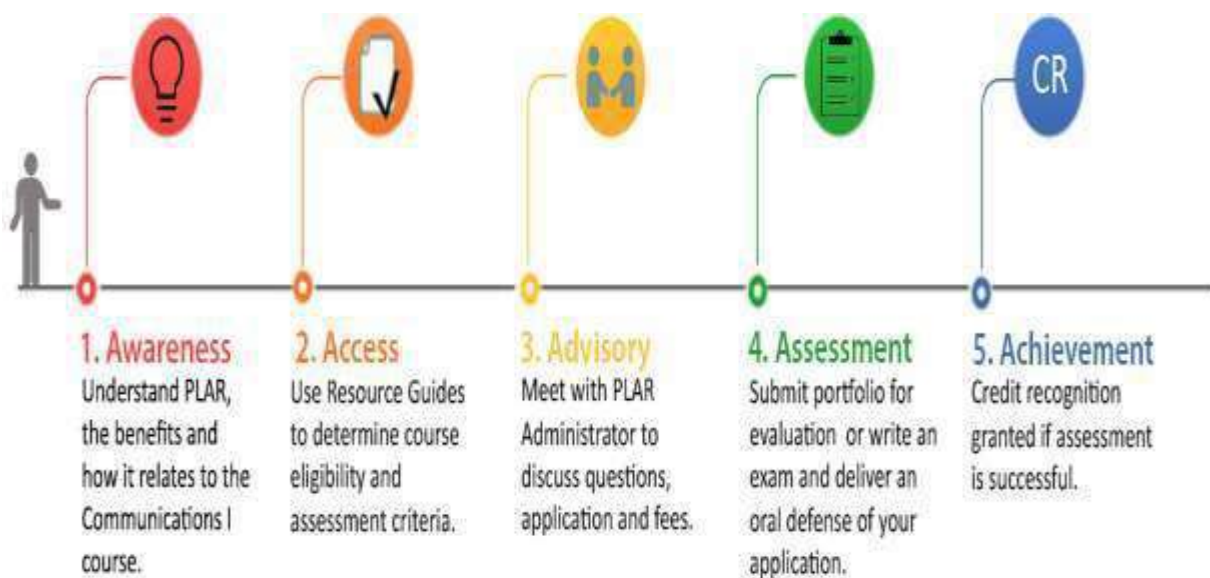 CR
1. Awareness
Understand PLAR,
the benefits and
how it relates to the
Communications I
course.
2. Access
Use Resource Guides
to determine course
eligibility and
assessment criteria.
3. Advisory
Meet with PLAR
Administrator to
discuss questions,
application and fees.
4. Assessment
Submit portfolio for
evaluation or write an
exam and deliver an
oral defense of your
application.
5. Achievement
Credit recognition
granted if assessment
is successful.